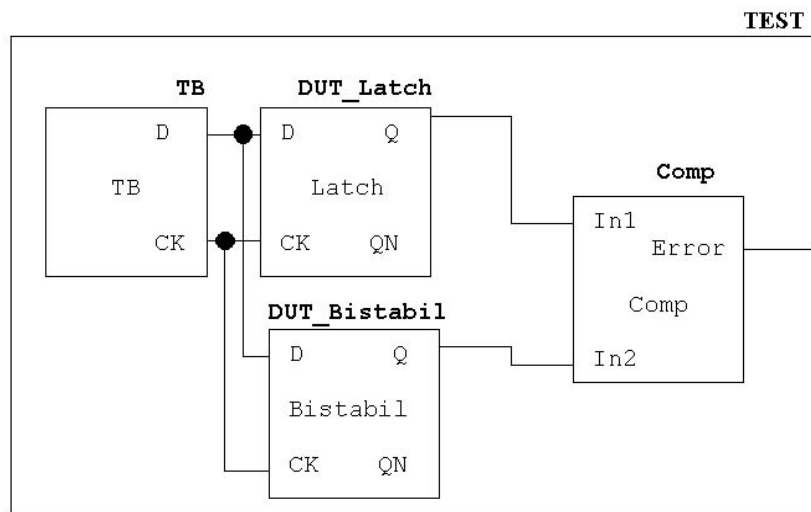 TEST
TB
DUT_Latch
D
D
Q
TB
Latch
CK
CK
QN
Comp
In1
Error
Comp
In2
DUT_Bistabil
D
Q
Bistabil
CK
QN